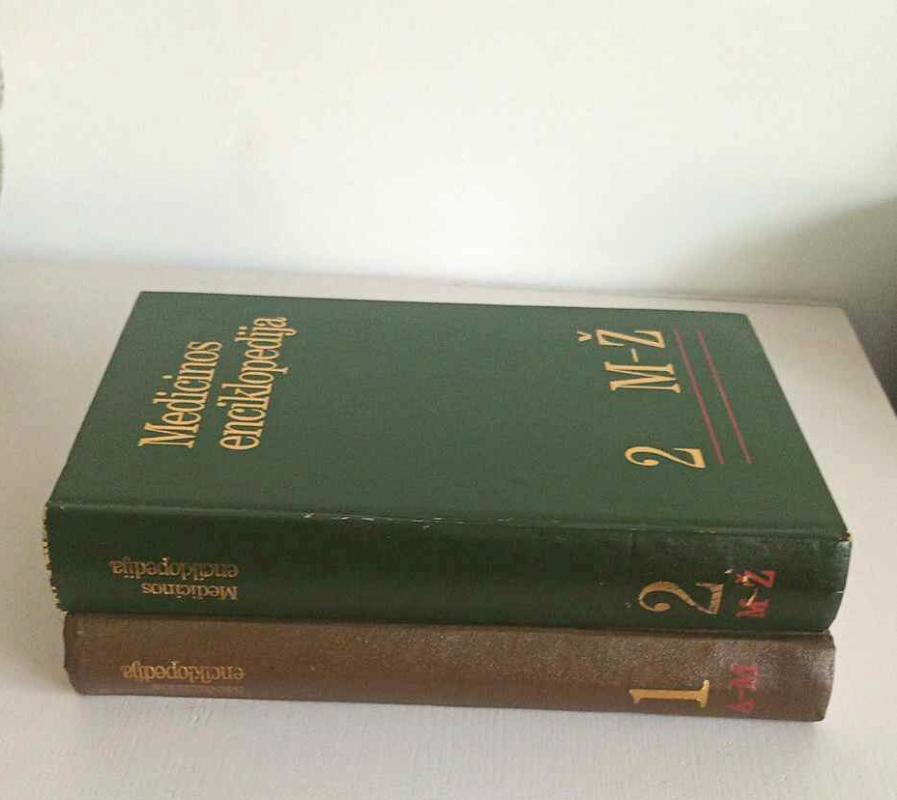 Medicinos
enciklopedija
2 M-Ž
Medicinos
enciklopedija
2
M-Ž
enciklopedija
1
A-M